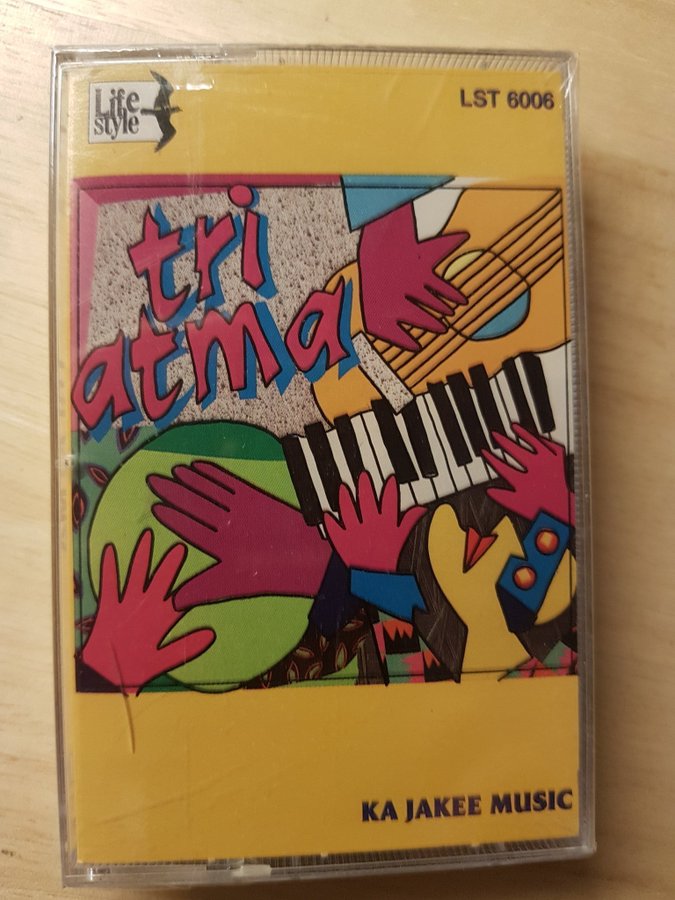 Life
style
LST 6006
tri
atma
KA JAKEE MUSIC